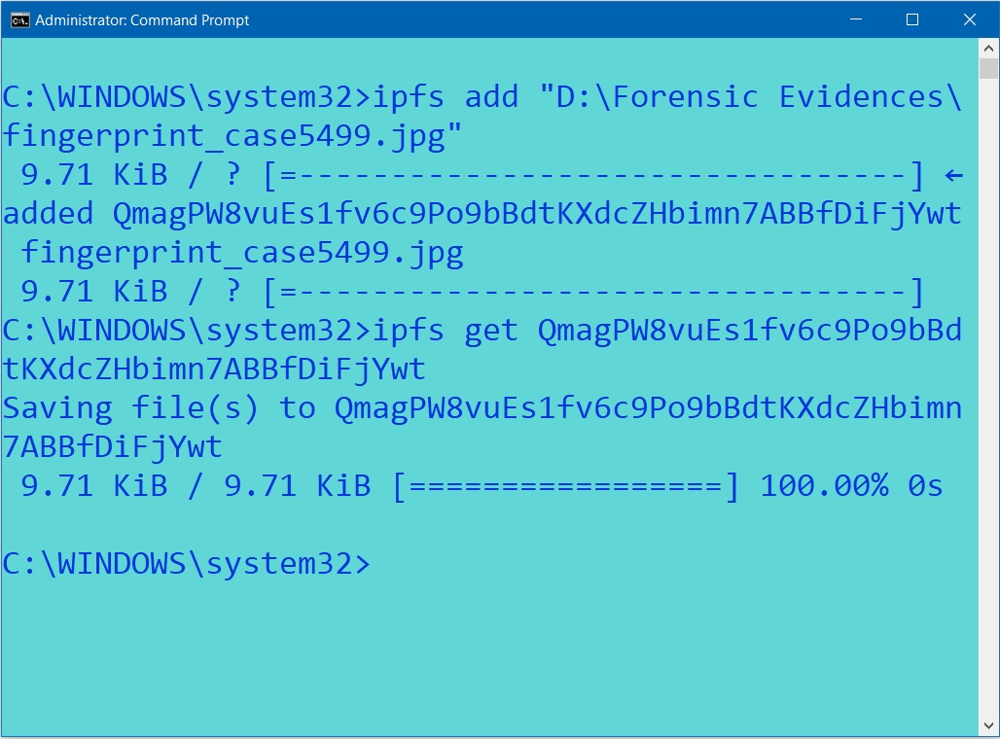 Administrator: Command Prompt
C:\WINDOWS\system32>ipfs add "D:\Forensic Evidences\
fingerprint_case5499.jpg"
 9.71 KiB / ? [=---------------------------------] ←
added QmagPW8vuEs1fv6c9Po9bBdtKXdcZHbimn7ABBfDiFjYwt
 fingerprint_case5499.jpg
 9.71 KiB / ? [=---------------------------------]
C:\WINDOWS\system32>ipfs get QmagPW8vuEs1fv6c9Po9bBd
tKXdcZHbimn7ABBfDiFjYwt
Saving file(s) to QmagPW8vuEs1fv6c9Po9bBdtKXdcZHbimn
7ABBfDiFjYwt
 9.71 KiB / 9.71 KiB [=================] 100.00% 0s
C:\WINDOWS\system32>